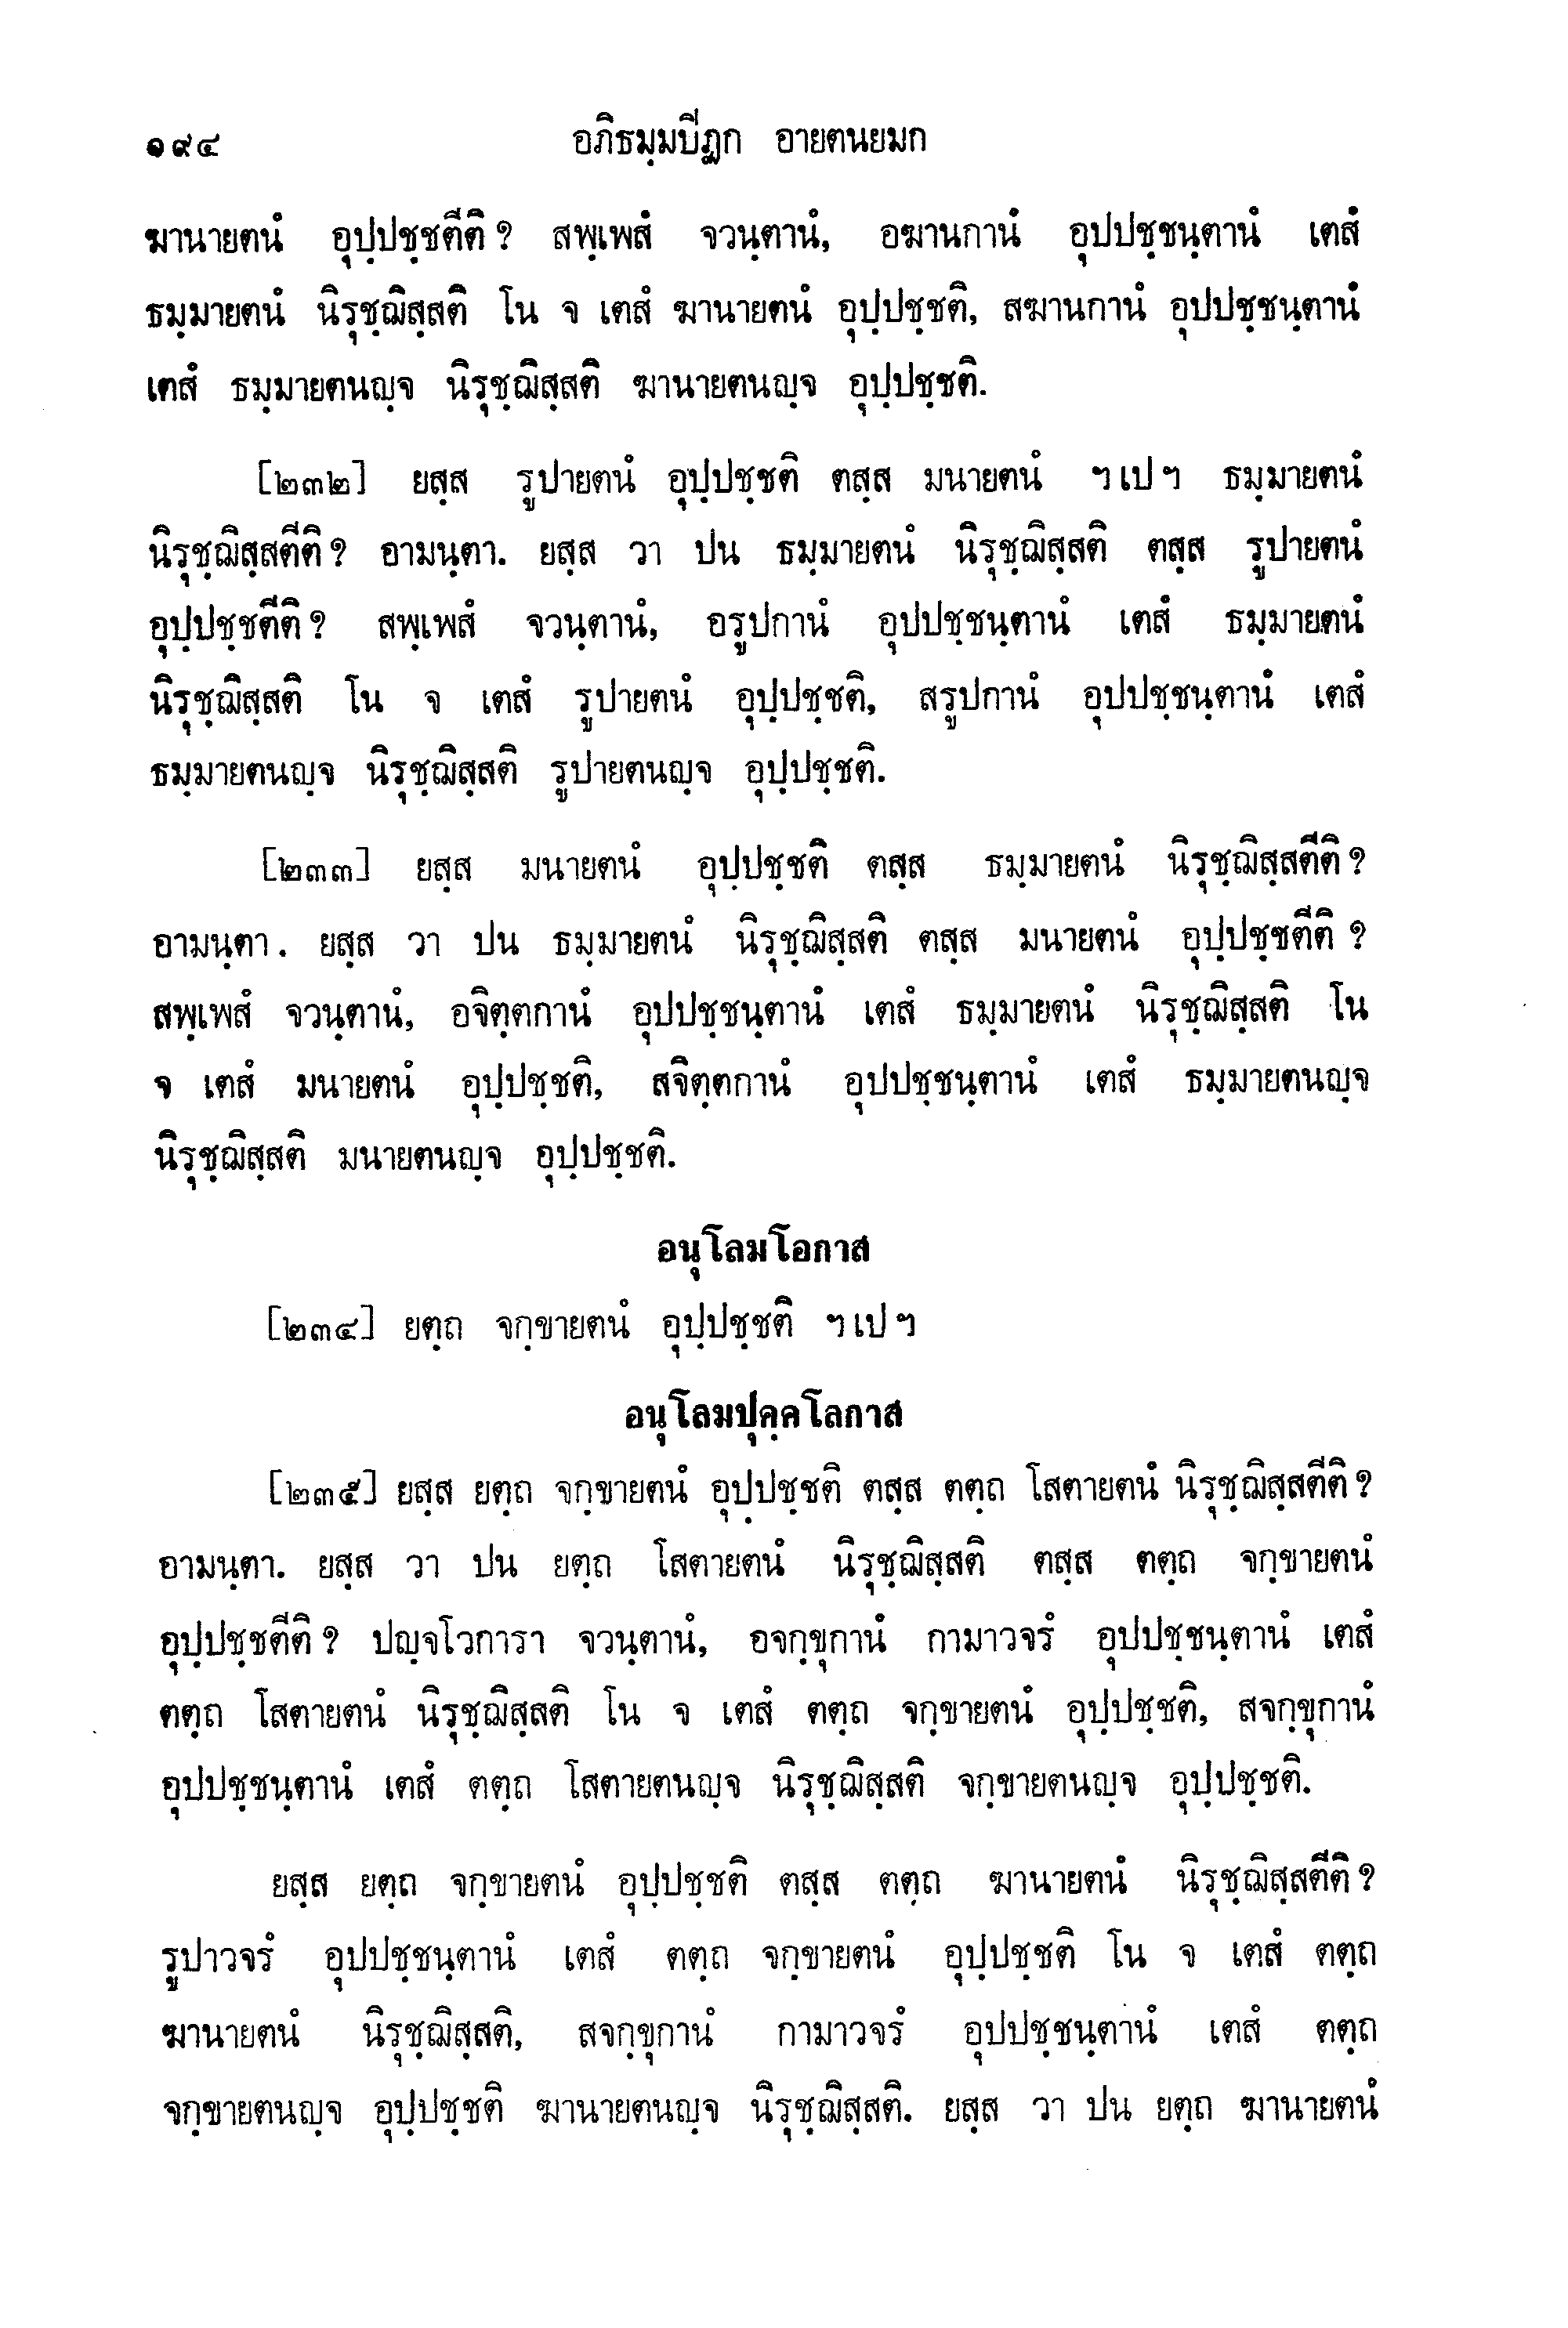 ๑๙๔ อภิธมฺมปีฏก อายตนยมก
ฆานายตนํ อุปฺปชฺชตีติ? สพฺเพสํ จวนฺตานํ, อฆานกานํ อุปปชฺชนฺตานํ เตสํ
ธมฺมายตนํ นิรุชฺฌิสฺสติ โน จ เตสํ ฆานายตนํ อุปฺปชฺชติ, สฆานกานํ อุปปชฺชนฺตานํ
เตสํ ธมฺมายตนญฺจ นิรุชฺฌิสฺสติ ฆานายตนญฺจ อุปฺปชฺชติ.
[๒๓๒] ยสฺส รูปายตนํ อุปฺปชฺชติ ตสฺส มนายตนํ ฯเปฯ ธมฺมายตนํ
นิรุชฺฌิสฺสตีติ? อามนฺตา. ยสฺส วา ปน ธมฺมายตนํ นิรุชฺฌิสฺสติ ตสฺส รูปายตนํ
อุปฺปชฺชตีติ? สพฺเพสํ จวนฺตานํ, อรูปกานํ อุปปชฺชนฺตานํ เตสํ ธมฺมายตนํ
นิรุชฺฌิสฺสติ โน จ เตสํ รูปายตนํ อุปฺปชฺชติ, สรูปกานํ อุปปชฺชนฺตานํ เตสํ
ธมฺมายตนญฺจ นิรุชฺฌิสฺสติ รูปายตนญฺจ อุปฺปชฺชติ.
[๒๓๓] ยสฺส มนายตนํ อุปฺปชฺชติ ตสฺส ธมฺมายตนํ นิรุชฺฌิสฺสตีติ?
อามนฺตา. ยสฺส วา ปน ธมฺมายตนํ นิรุชฺฌิสฺสติ ตสฺส มนายตนํ อุปฺปชฺชตีติ?
สพฺเพสํ จวนฺตานํ, อจิตฺตกานํ อุปปชฺชนฺตานํ เตสํ ธมฺมายตนํ นิรุชฺฌิสฺสติ โน
จ เตสํ มนายตนํ อุปฺปชฺชติ, สจิตฺตกานํ อุปปชฺชนฺตานํ เตสํ ธมฺมายตนญฺจ
นิรุชฺฌิสฺสติ มนายตนญฺจ อุปฺปชฺชติ.
อนุโลมโอกาส
[๒๓๔] ยตฺถ จกฺขายตนํ อุปฺปชฺชติ ฯเปฯ
อนุโลมปุคฺคโลกาส
[๒๓๕] ยสฺส ยตฺถ จกฺขายตนํ อุปฺปชฺชติ ตสฺส ตตฺถ โสตายตนํ นิรุชฺฌิสฺสตีติ?
อามนฺตา. ยสฺส วา ปน ยตฺถ โสตายตนํ นิรุชฺฌิสฺสติ ตสฺส ตตฺถ จกฺขายตนํ
อุปฺปชฺชตีติ? ปญฺจโวการา จวนฺตานํ, อจกฺขุกานํ กามาวจรํ อุปปชฺชนฺตานํ เตสํ
ตตฺถ โสตายตนํ นิรุชฺฌิสฺสติ โน จ เตสํ ตตฺถ จกฺขายตนํ อุปฺปชฺชติ, สจกฺขุกานํ
อุปปชฺชนฺตานํ เตสํ ตตฺถ โสตายตนญฺจ นิรุชฺฌิสฺสติ จกฺขายตนญฺจ อุปฺปชฺชติ.
ยสฺส ยตฺถ จกฺขายตนํ อุปฺปชฺชติ ตสฺส ตตฺถ ฆานายตนํ นิรุชฺฌิสฺสตีติ?
รูปาวจรํ อุปปชฺชนฺตานํ เตสํ ตตฺถ จกฺขายตนํ อุปฺปชฺชติ โน จ เตสํ ตตฺถ
ฆานายตนํ นิรุชฺฌิสฺสติ, สจกฺขุกานํ กามาวจรํ อุปปชฺชนฺตานํ เตสํ ตตฺถ
จกฺขายตนญฺจ อุปฺปชฺชติ ฆานายตนญฺจ นิรุชฺฌิสฺสติ. ยสฺส วา ปน ยตฺถ ฆานายตนํ